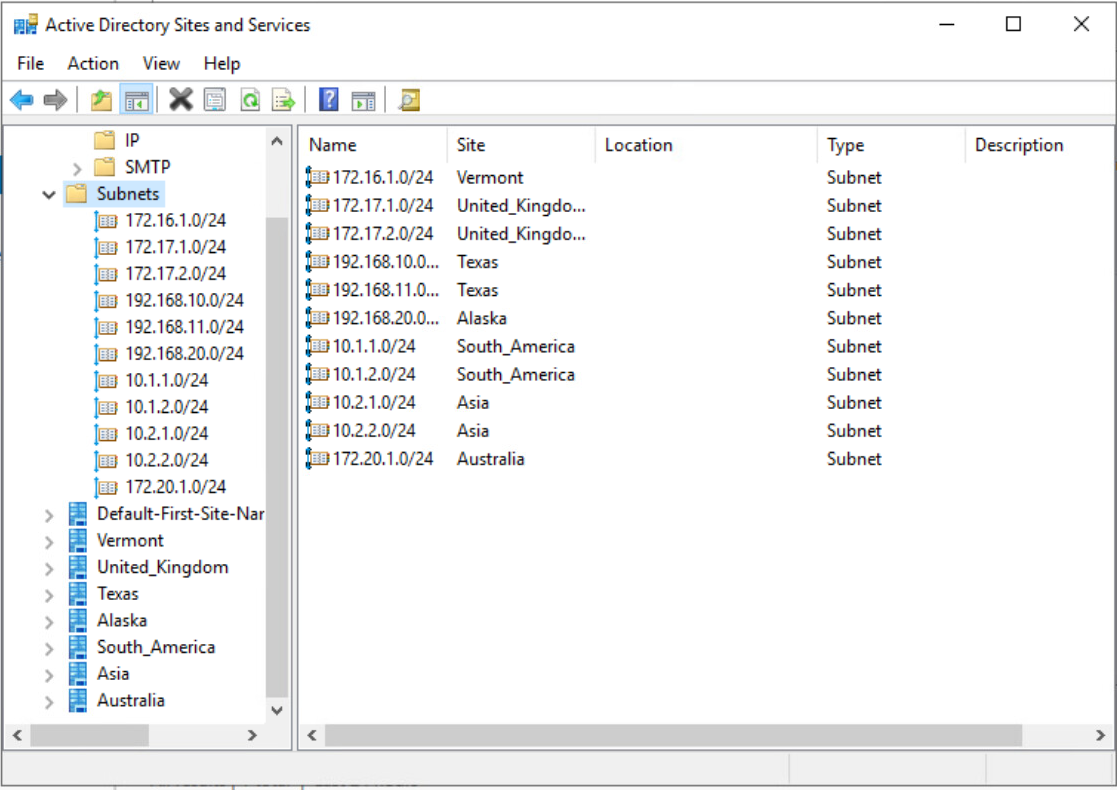 Active Directory Sites and Services
File Action View Help
IP
SMTP
Subnets
172.16.1.0/24
172.17.1.0/24
172.17.2.0/24
192.168.10.0/24
192.168.11.0/24
192.168.20.0/24
10.1.1.0/24
10.1.2.0/24
10.2.1.0/24
10.2.2.0/24
172.20.1.0/24
Default-First-Site-Nar
Vermont
United_Kingdom
Texas
Alaska
South_America
Asia
Australia
Name Site Location Type Description
172.16.1.0/24 Vermont Subnet
172.17.1.0/24 United_Kingdo... Subnet
172.17.2.0/24 United_Kingdo... Subnet
192.168.10.0... Texas Subnet
192.168.11.0... Texas Subnet
192.168.20.0... Alaska Subnet
10.1.1.0/24 South_America Subnet
10.1.2.0/24 South_America Subnet
10.2.1.0/24 Asia Subnet
10.2.2.0/24 Asia Subnet
172.20.1.0/24 Australia Subnet